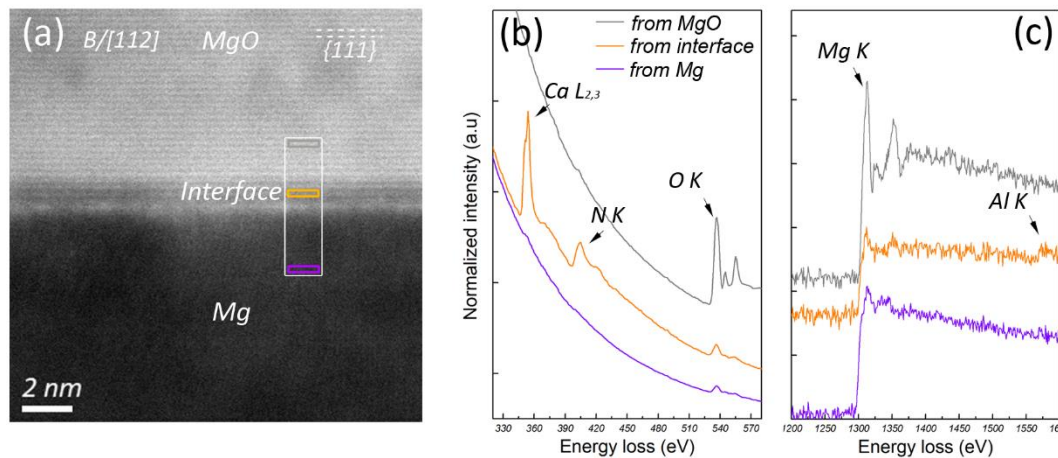 (a)
B/[112]
MgO
{111}
Interface
Mg
2 nm
(b)
from MgO
from interface
from Mg
Ca L2,3
N K
O K
Normalized intensity (a.u)
330 360 390 420 450 480 510 540 570
Energy loss (eV)
(c)
Mg K
Al K
1200 1250 1300 1350 1400 1450 1500 1550
Energy loss (eV)